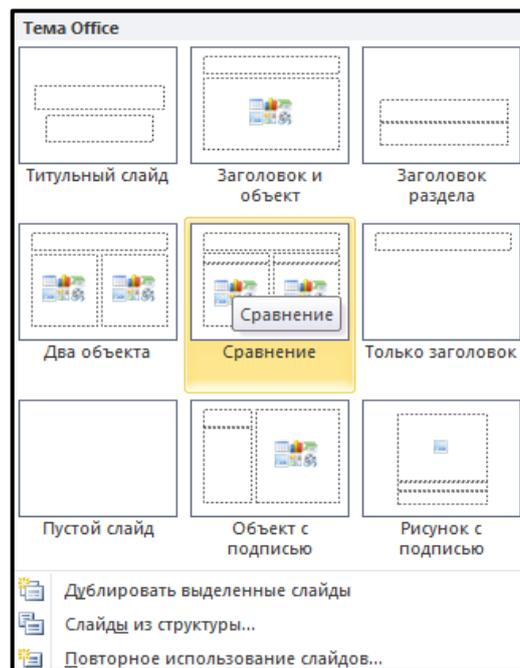 Тема Office
Титульный слайд
Заголовок и
объект
Заголовок
раздела
Два объекта
Сравнение
Сравнение
Только заголовок
Пустой слайд
Объект с
подписью
Рисунок с
подписью
Дублировать выделенные слайды
Слайды из структуры...
Повторное использование слайдов...